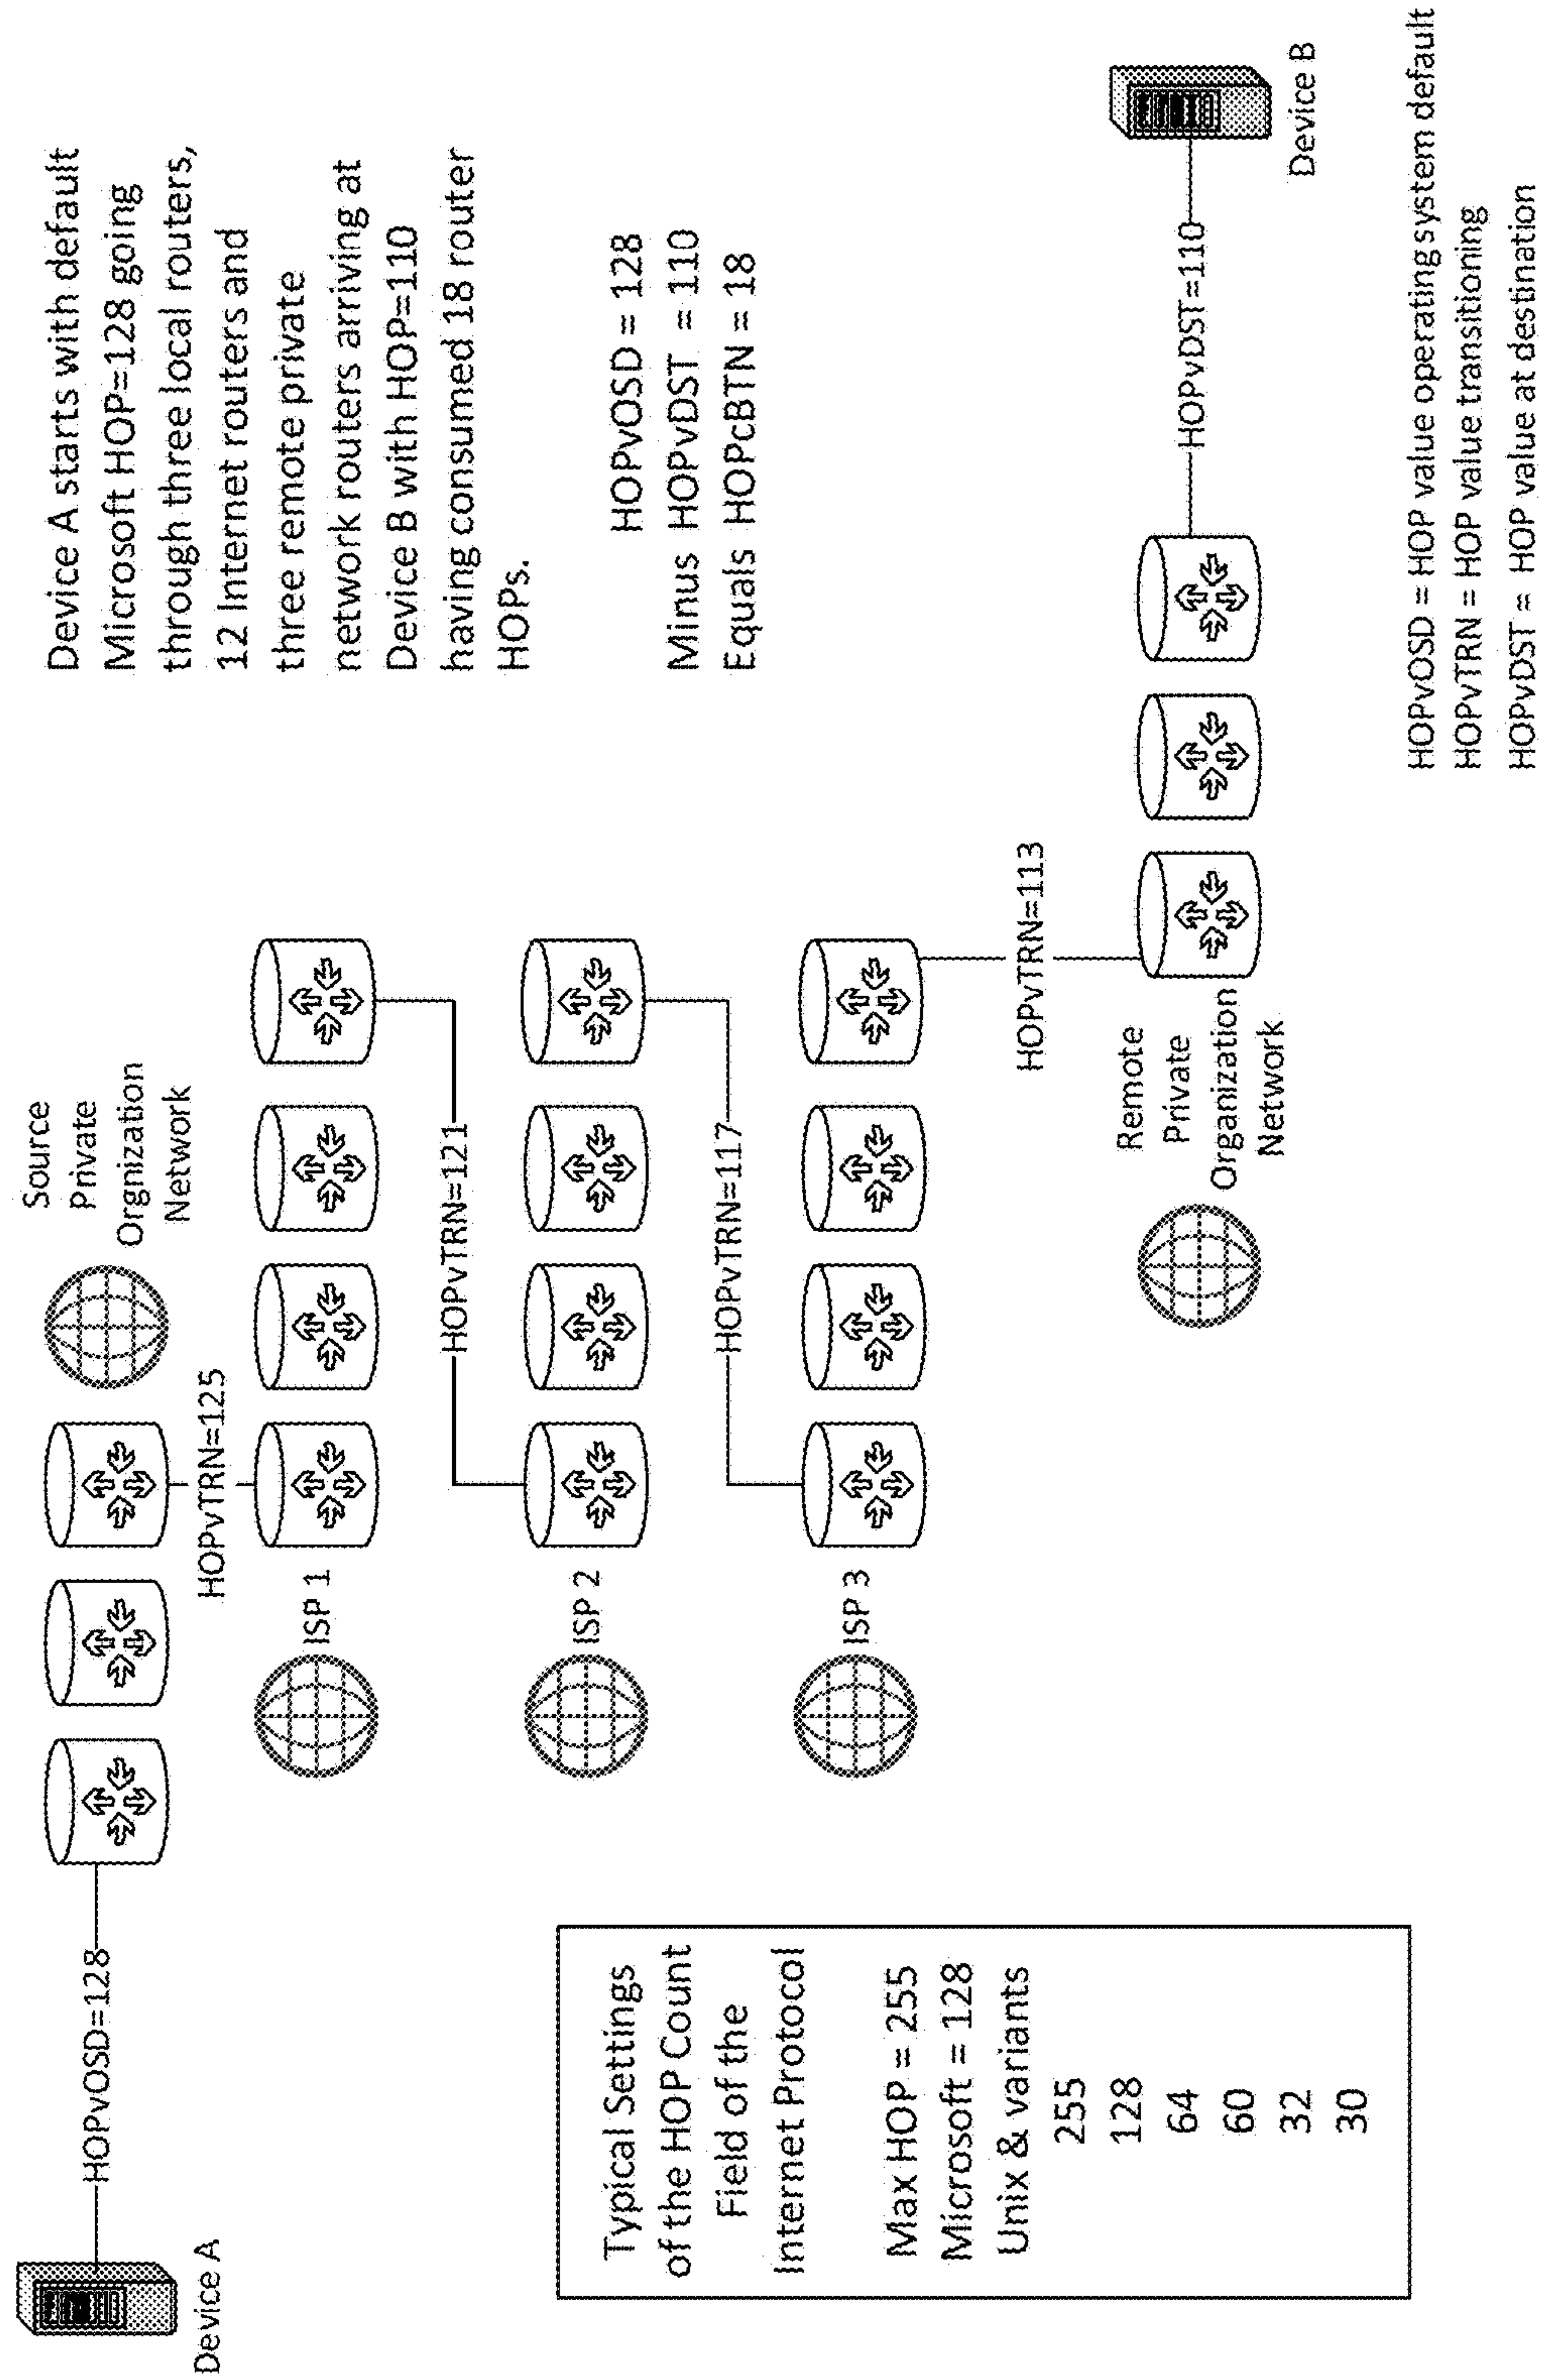 Device A
HOPvOSD=128
Source
Private
Orgnization
Network
HOPvTRN=125
ISP 1
HOPvTRN=121
ISP 2
HOPvTRN=117
ISP 3
HOPvTRN=113
Remote
Private
Organization
Network
HOPvDST=110
Device B
Device A starts with default
Microsoft HOP=128 going
through three local routers,
12 Internet routers and
three remote private
network routers arriving at
Device B with HOP=110
having consumed 18 router
HOPs.
HOPvOSD = 128
Minus HOPvDST = 110
Equals HOPcBTN = 18
Typical Settings
of the HOP Count
Field of the
Internet Protocol
Max HOP = 255
Microsoft = 128
Unix & variants
255
128
64
60
32
30
HOPvOSD = HOP value operating system default
HOPvTRN = HOP value transitioning
HOPvDST = HOP value at destination